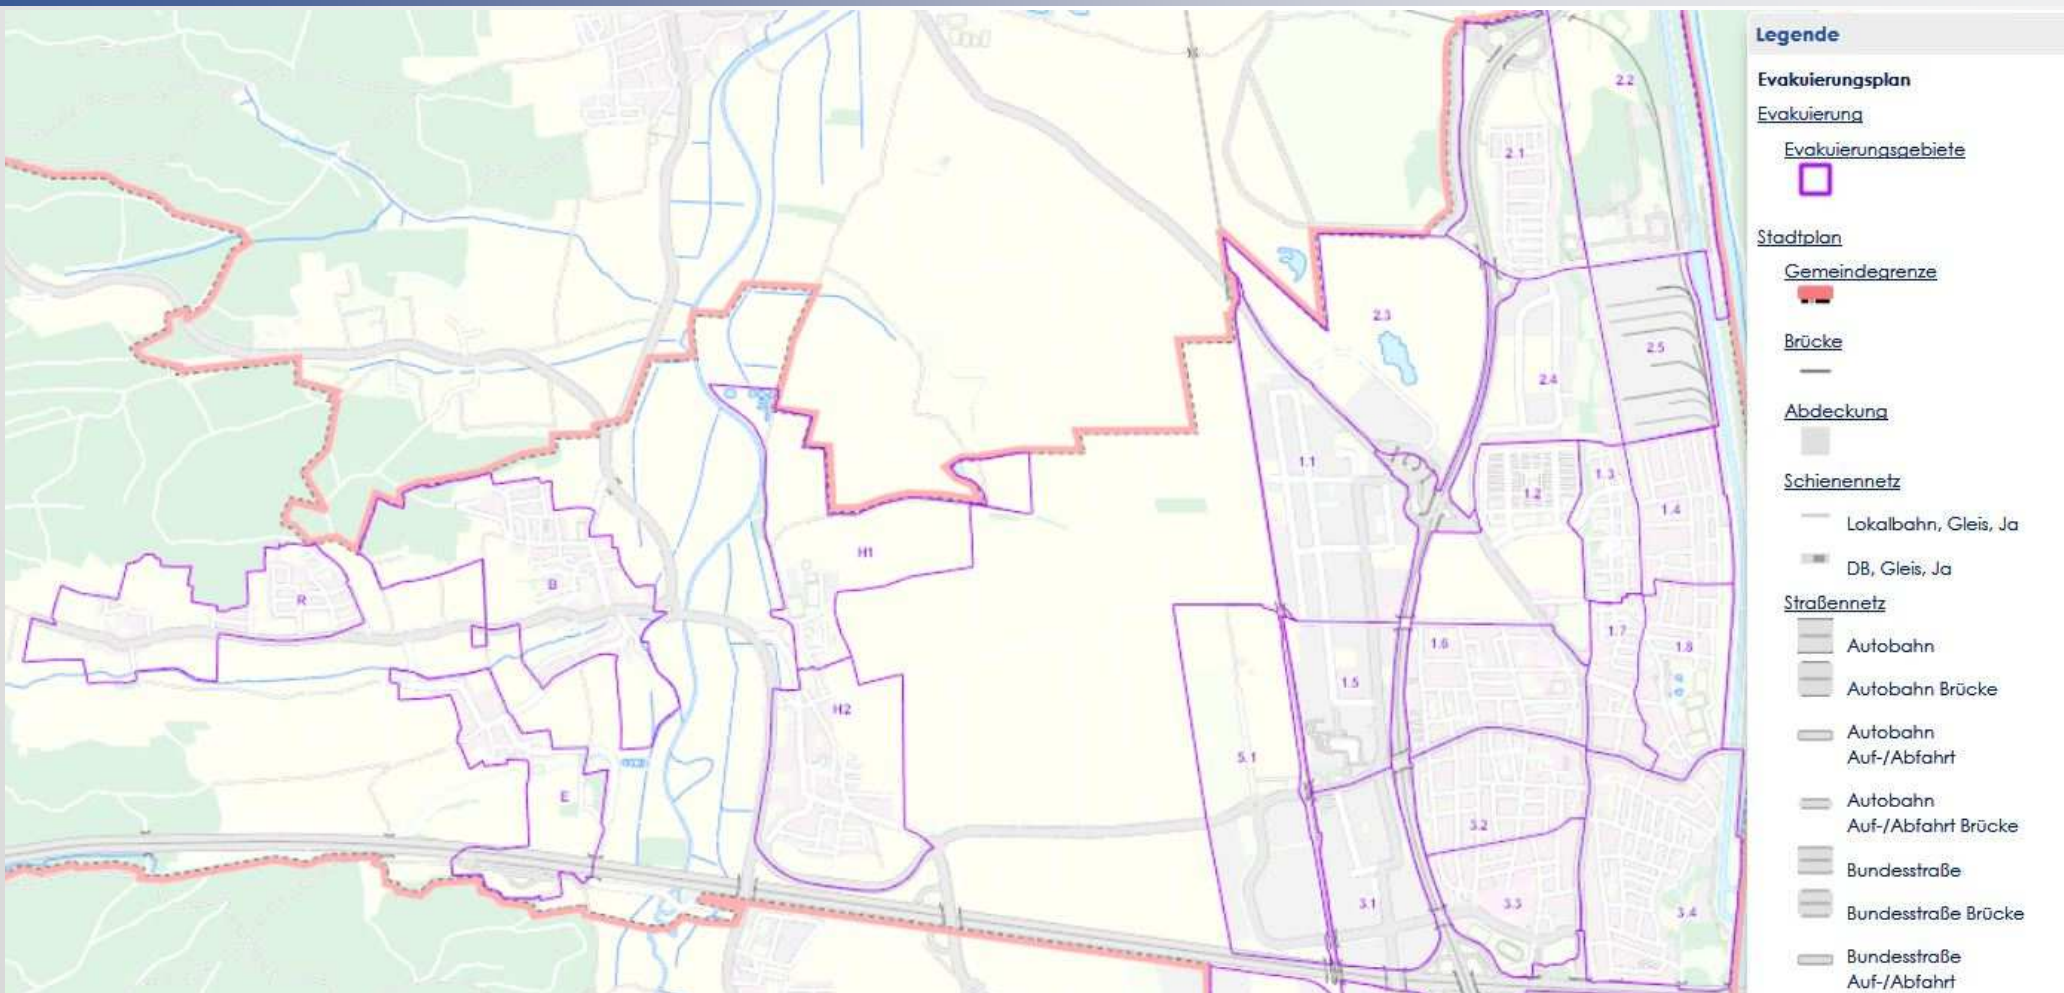 Legende
Evakuierungsplan
Evakuierung
Evakuierungsgebiete
Stadtplan
Gemeindegrenze
Brücke
Abdeckung
Schienennetz
Lokalbahn, Gleis, Ja
DB, Gleis, Ja
Straßennetz
Autobahn
Autobahn Brücke
Autobahn
Auf-/Abfahrt
Autobahn
Auf-/Abfahrt Brücke
Bundesstraße
Bundesstraße Brücke
Bundesstraße
Auf-/Abfahrt
2.2
2.1
2.3
2.5
2.4
1.1
1.3
1.2
1.4
H1
B
R
1.7
1.6
1.8
1.5
H2
5.1
E
3.2
3.1
3.3
3.4